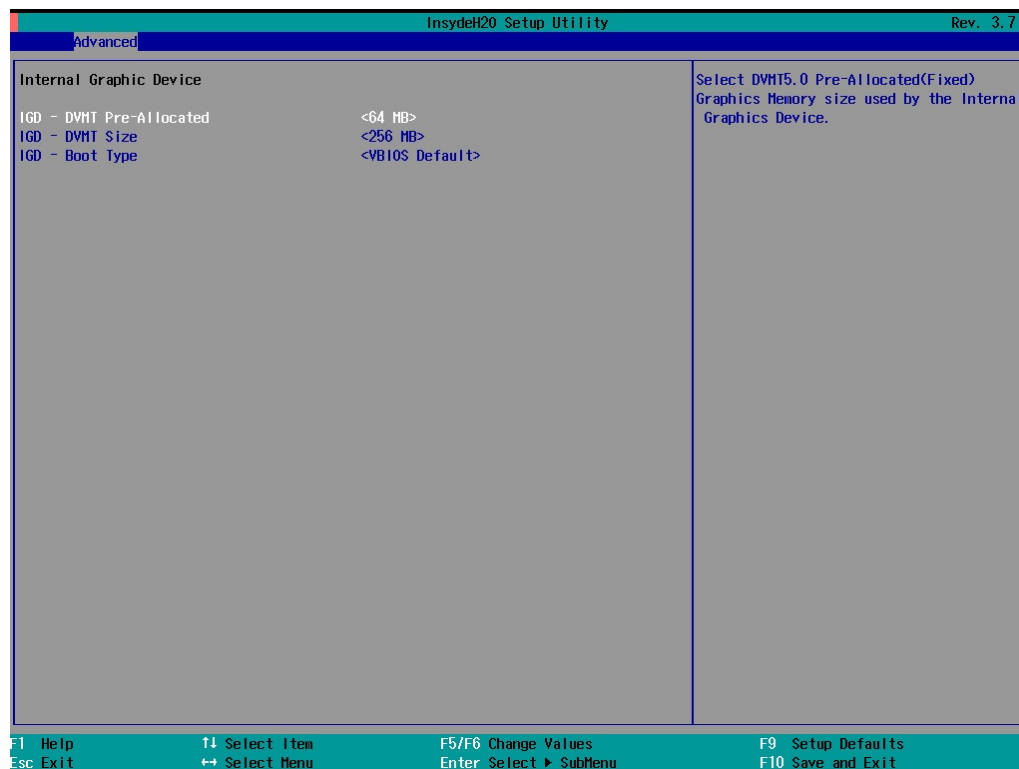 InsydeH20 Setup Utility Rev. 3.7
Advanced
Internal Graphic Device
IGD - DVMT Pre-Allocated <64 MB>
IGD - DVMT Size <256 MB>
IGD - Boot Type <VBIOS Default>
Select DVMT5.0 Pre-Allocated(Fixed)
Graphics Memory size used by the Interna
Graphics Device.
F1 Help ↑↓ Select Item F5/F6 Change Values F9 Setup Defaults
Esc Exit ↔ Select Menu Enter Select ▶ SubMenu F10 Save and Exit